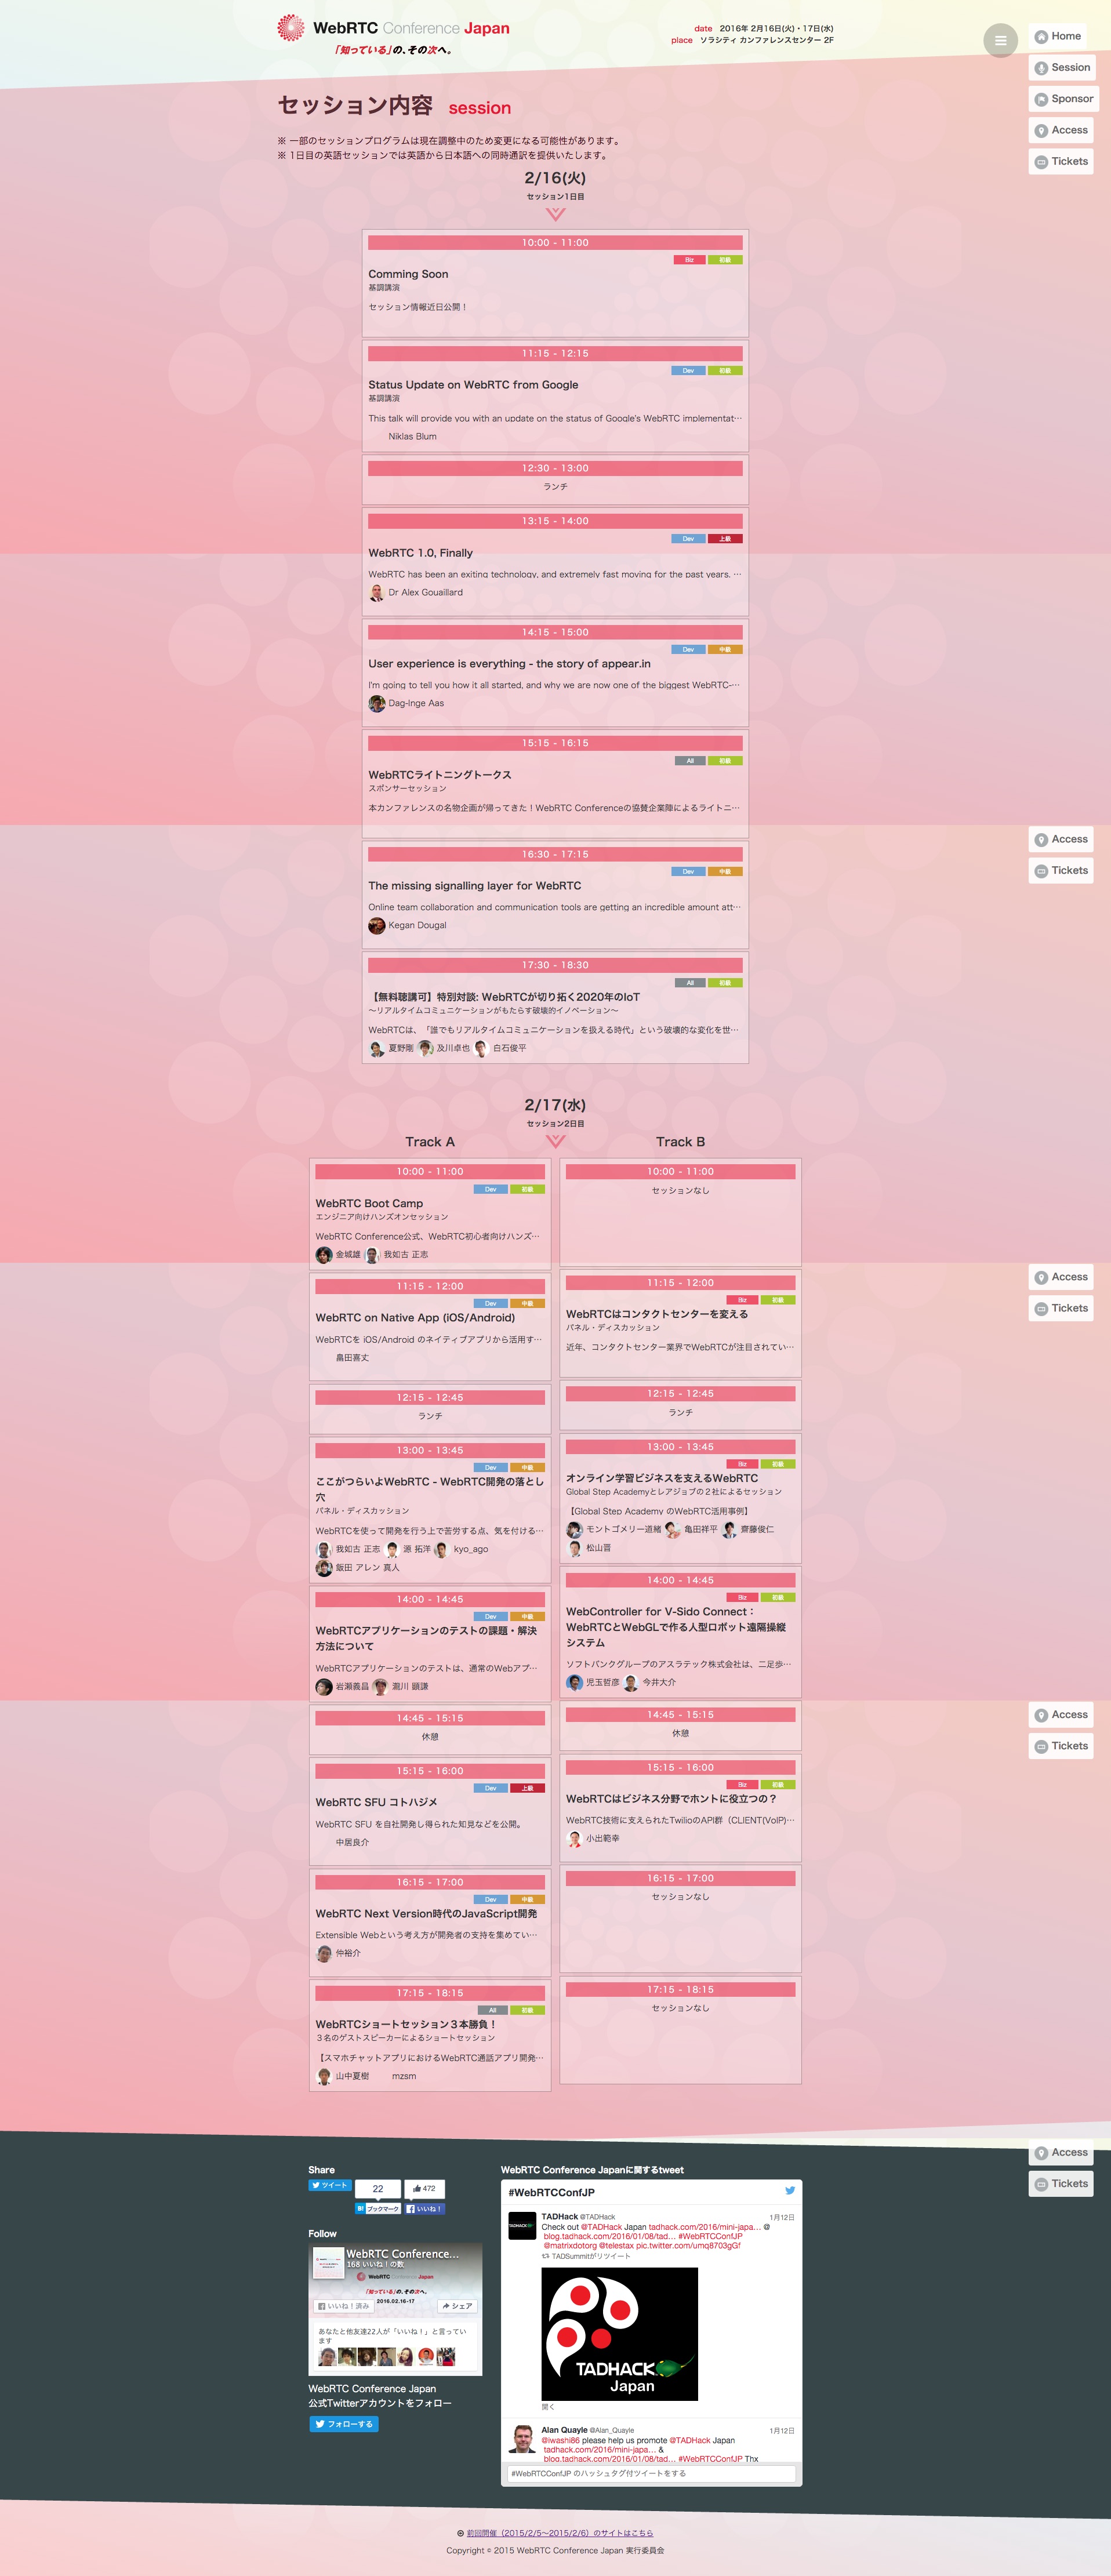 WebRTC Conference Japan
「知っている」の、その次へ。
date 2016年 2月16日(火)・17日(水)
place ソラシティ カンファレンスセンター 2F
Home
Session
Sponsor
Access
Tickets
セッション内容 session
※ 一部のセッションプログラムは現在調整中のため変更になる可能性があります。
※ 1日目の英語セッションでは英語から日本語への同時通訳を提供いたします。
2/16(火)
セッション1日目
10:00 - 11:00
Biz 初級
Comming Soon
基調講演
セッション情報近日公開！
11:15 - 12:15
Dev 初級
Status Update on WebRTC from Google
基調講演
This talk will provide you with an update on the status of Google's WebRTC implementat…
Niklas Blum
12:30 - 13:00
ランチ
13:15 - 14:00
Dev 上級
WebRTC 1.0, Finally
WebRTC has been an exiting technology, and extremely fast moving for the past years. …
Dr Alex Gouaillard
14:15 - 15:00
Dev 中級
User experience is everything - the story of appear.in
I'm going to tell you how it all started, and why we are now one of the biggest WebRTC-…
Dag-Inge Aas
15:15 - 16:15
All 初級
WebRTCライトニングトークス
スポンサーセッション
本カンファレンスの名物企画が帰ってきた！WebRTC Conferenceの協賛企業陣によるライトニ…
Access
16:30 - 17:15
Dev 中級
Tickets
The missing signalling layer for WebRTC
Online team collaboration and communication tools are getting an incredible amount att…
Kegan Dougal
17:30 - 18:30
All 初級
【無料聴講可】特別対談: WebRTCが切り拓く2020年のIoT
～リアルタイムコミュニケーションがもたらす破壊的イノベーション～
WebRTCは、「誰でもリアルタイムコミュニケーションを扱える時代」という破壊的な変化を世…
夏野剛 及川卓也 白石俊平
2/17(水)
セッション2日目
Track A
10:00 - 11:00
Dev 初級
WebRTC Boot Camp
エンジニア向けハンズオンセッション
WebRTC Conference公式、WebRTC初心者向けハンズ…
金城雄 我如古 正志
11:15 - 12:00
Dev 中級
WebRTC on Native App (iOS/Android)
WebRTCを iOS/Android のネイティブアプリから活用す…
畠田喜丈
12:15 - 12:45
ランチ
13:00 - 13:45
Dev 中級
ここがつらいよWebRTC - WebRTC開発の落とし
穴
パネル・ディスカッション
WebRTCを使って開発を行う上で苦労する点、気を付ける…
我如古 正志 源 拓洋 kyo_ago
飯田 アレン 真人
14:00 - 14:45
Dev 中級
WebRTCアプリケーションのテストの課題・解決
方法について
WebRTCアプリケーションのテストは、通常のWebアプ…
岩瀬義昌 瀧川 顕謙
14:45 - 15:15
休憩
15:15 - 16:00
Dev 上級
WebRTC SFU コトハジメ
WebRTC SFU を自社開発し得られた知見などを公開。
中居良介
16:15 - 17:00
Dev 中級
WebRTC Next Version時代のJavaScript開発
Extensible Webという考え方が開発者の支持を集めてい…
仲裕介
17:15 - 18:15
All 初級
WebRTCショートセッション３本勝負！
３名のゲストスピーカーによるショートセッション
【スマホチャットアプリにおけるWebRTC通話アプリ開発…
山中夏樹 mzsm
Track B
10:00 - 11:00
セッションなし
11:15 - 12:00
Biz 初級
WebRTCはコンタクトセンターを変える
パネル・ディスカッション
近年、コンタクトセンター業界でWebRTCが注目されてい…
12:15 - 12:45
ランチ
13:00 - 13:45
Biz 初級
オンライン学習ビジネスを支えるWebRTC
Global Step Academyとレアジョブの２社によるセッション
【Global Step Academy のWebRTC活用事例】
モントゴメリー道緒 亀田祥平 齋藤俊仁
松山晋
14:00 - 14:45
Biz 初級
WebController for V-Sido Connect：
WebRTCとWebGLで作る人型ロボット遠隔操縦
システム
ソフトバンクグループのアスラテック株式会社は、二足歩…
児玉哲彦 今井大介
14:45 - 15:15
休憩
15:15 - 16:00
Biz 初級
WebRTCはビジネス分野でホントに役立つの？
WebRTC技術に支えられたTwilioのAPI群（CLIENT(VoIP)…
小出範幸
16:15 - 17:00
セッションなし
17:15 - 18:15
セッションなし
Access
Tickets
Access
Tickets
Access
Tickets
Share
ツイート 22 472
B! ブックマーク いいね！
Follow
WebRTC Conference…
168 いいね！の数
WebRTC Conference Japan
「知っている」の、その次へ。
2016.02.16-17
いいね！済み
シェア
あなたと他友達22人が「いいね！」と言ってい
ます
WebRTC Conference Japan
公式Twitterアカウントをフォロー
フォローする
WebRTC Conference Japanに関するtweet
#WebRTCConfJP
TADHack @TADHack 1月12日
Check out @TADHack Japan tadhack.com/2016/mini-japa… @
blog.tadhack.com/2016/01/08/tad… #WebRTCConfJP
@matrixdotorg @telestax pic.twitter.com/umq8703gGf
TADSummitがリツイート
TADHACK
Japan
開く
Alan Quayle @Alan_Quayle 1月12日
@iwashi86 please help us promote @TADHack Japan
tadhack.com/2016/mini-japa… &
blog.tadhack.com/2016/01/08/tad… #WebRTCConfJP Thx
#WebRTCConfJP のハッシュタグ付ツイートをする
前回開催（2015/2/5～2015/2/6）のサイトはこちら
Copyright © 2015 WebRTC Conference Japan 実行委員会